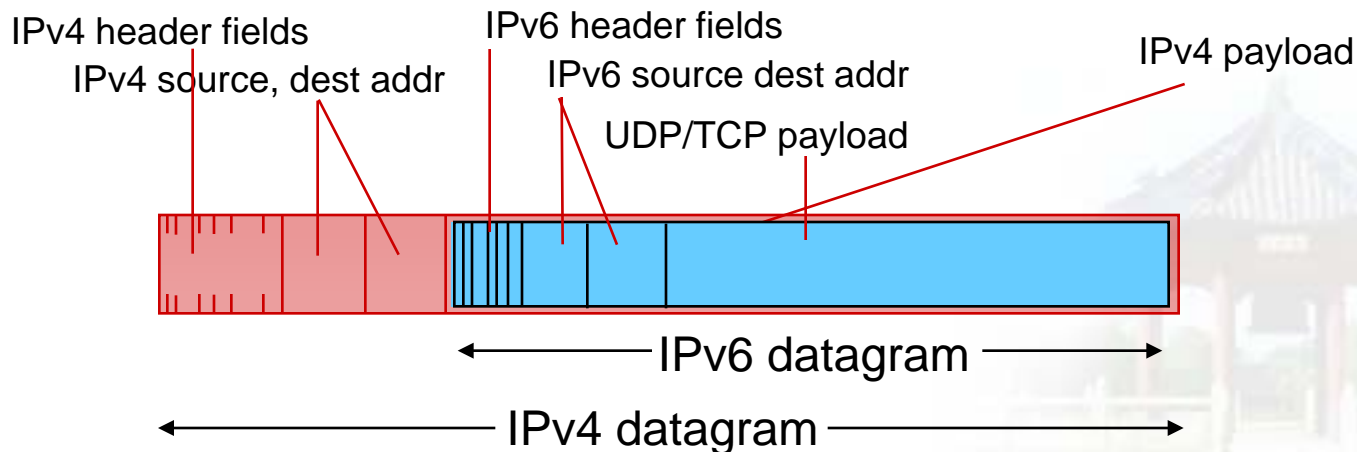 IPv4 header fields
IPv4 source, dest addr
IPv6 header fields
IPv6 source dest addr
UDP/TCP payload
IPv4 payload
IPv6 datagram
IPv4 datagram